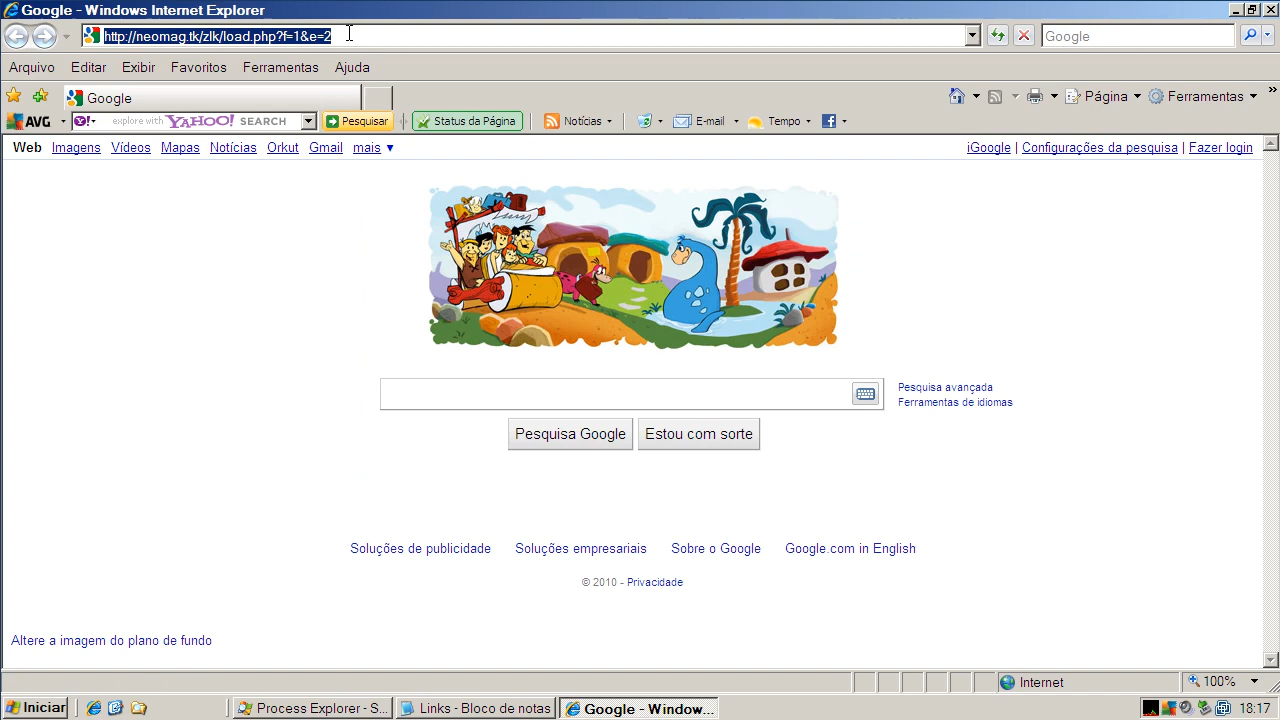 Google - Windows Internet Explorer
http://neomag.tk/zlk/load.php?f=1&e=2
Google
Arquivo Editar Exibir Favoritos Ferramentas Ajuda
Google
Página Ferramentas »
AVG Y! explore with YAHOO! SEARCH Pesquisar Status da Página Notícias E-mail Tempo
Web Imagens Vídeos Mapas Notícias Orkut Gmail mais ▼ iGoogle | Configurações da pesquisa | Fazer login
Pesquisa avançada
Ferramentas de idiomas
Pesquisa Google Estou com sorte
Soluções de publicidade Soluções empresariais Sobre o Google Google.com in English
© 2010 - Privacidade
Altere a imagem do plano de fundo
Internet 100%
Iniciar Process Explorer - S... Links - Bloco de notas Google - Window... 18:17